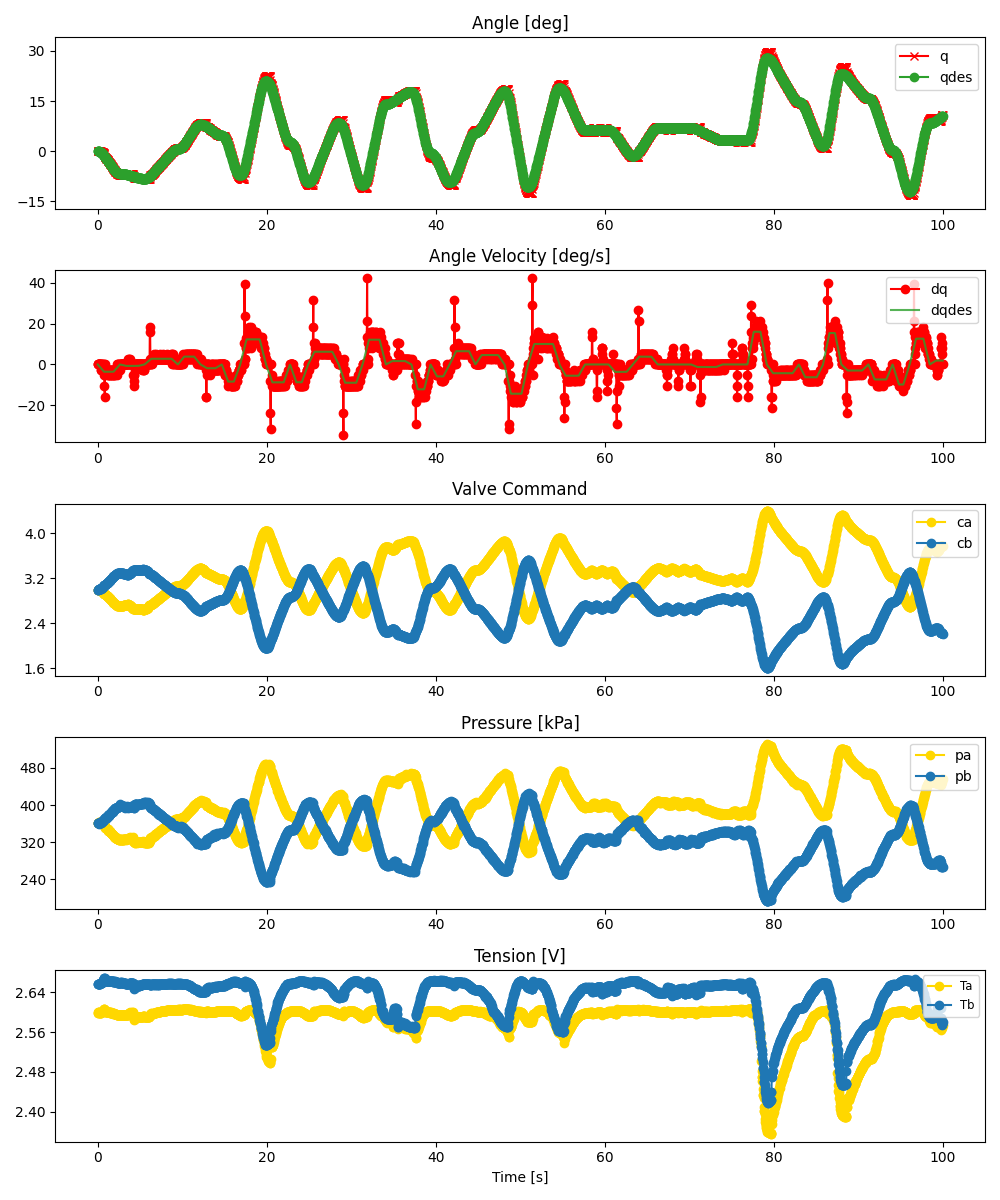 Angle [deg]
30
15
0
−15
q
qdes
0 20 40 60 80 100
Angle Velocity [deg/s]
40
20
0
−20
dq
dqdes
0 20 40 60 80 100
Valve Command
4.0
3.2
2.4
1.6
ca
cb
0 20 40 60 80 100
Pressure [kPa]
480
400
320
240
pa
pb
0 20 40 60 80 100
Tension [V]
2.64
2.56
2.48
2.40
Ta
Tb
0 20 40 60 80 100
Time [s]